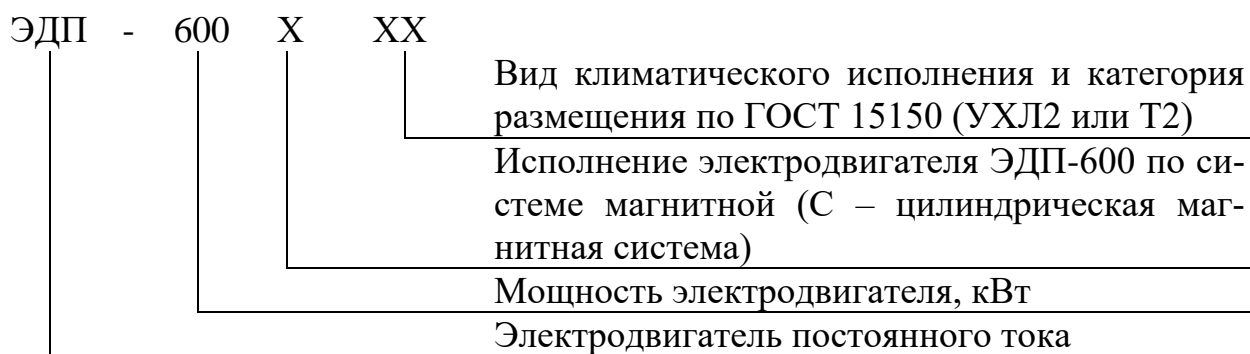 ЭДП - 600 Х ХХ
Вид климатического исполнения и категория
размещения по ГОСТ 15150 (УХЛ2 или Т2)
Исполнение электродвигателя ЭДП-600 по си-
стеме магнитной (С – цилиндрическая маг-
нитная система)
Мощность электродвигателя, кВт
Электродвигатель постоянного тока